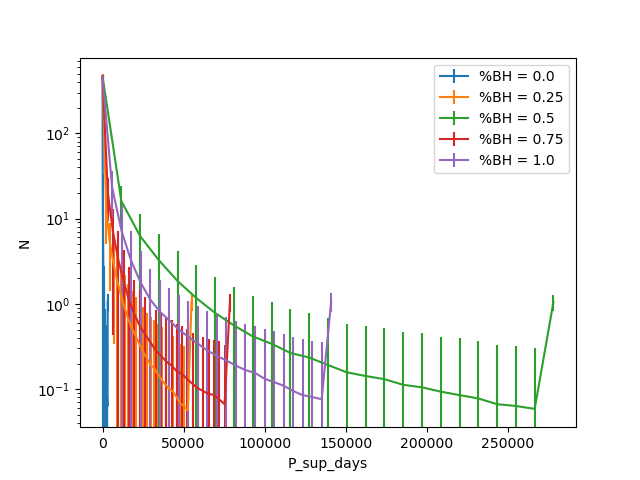 %BH = 0.0
%BH = 0.25
%BH = 0.5
%BH = 0.75
%BH = 1.0
10²
10¹
10⁰
10⁻¹
N
0 50000 100000 150000 200000 250000
P_sup_days